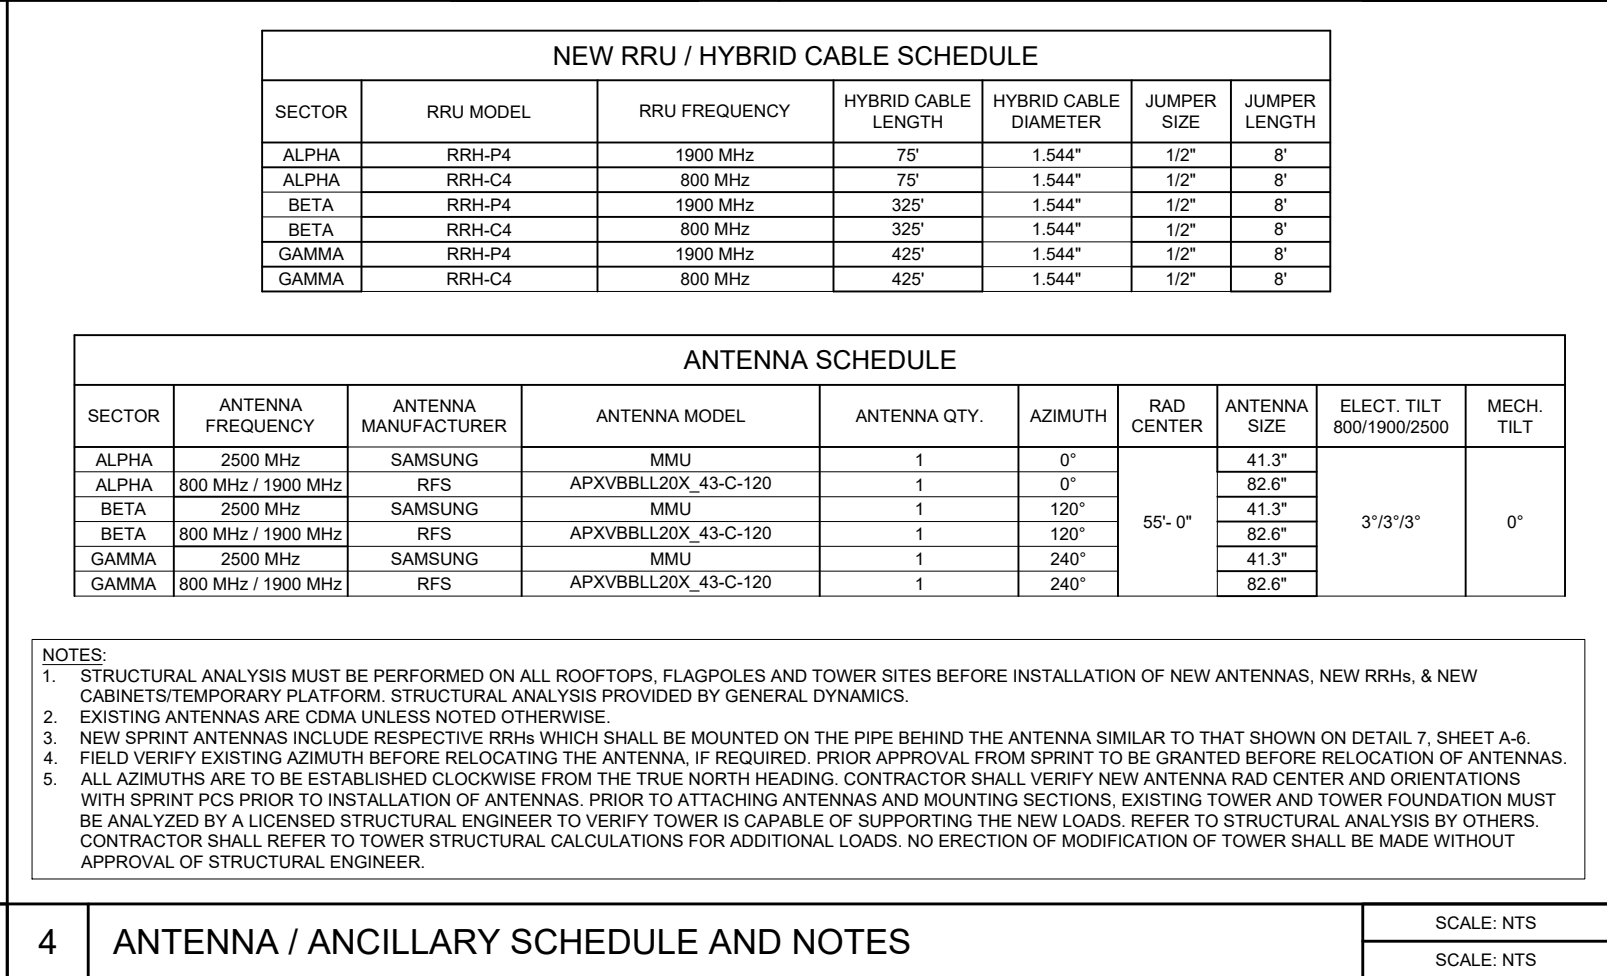 NEW RRU / HYBRID CABLE SCHEDULE
SECTOR RRU MODEL RRU FREQUENCY HYBRID CABLE LENGTH HYBRID CABLE DIAMETER JUMPER SIZE JUMPER LENGTH
ALPHA RRH-P4 1900 MHz 75' 1.544" 1/2" 8'
ALPHA RRH-C4 800 MHz 75' 1.544" 1/2" 8'
BETA RRH-P4 1900 MHz 325' 1.544" 1/2" 8'
BETA RRH-C4 800 MHz 325' 1.544" 1/2" 8'
GAMMA RRH-P4 1900 MHz 425' 1.544" 1/2" 8'
GAMMA RRH-C4 800 MHz 425' 1.544" 1/2" 8'
ANTENNA SCHEDULE
SECTOR ANTENNA FREQUENCY ANTENNA MANUFACTURER ANTENNA MODEL ANTENNA QTY. AZIMUTH RAD CENTER ANTENNA SIZE ELECT. TILT 800/1900/2500 MECH. TILT
ALPHA 2500 MHz SAMSUNG MMU 1 0° 41.3"
ALPHA 800 MHz / 1900 MHz RFS APXVBBLL20X_43-C-120 1 0° 82.6"
BETA 2500 MHz SAMSUNG MMU 1 120° 41.3"
55'- 0" 3°/3°/3° 0°
BETA 800 MHz / 1900 MHz RFS APXVBBLL20X_43-C-120 1 120° 82.6"
GAMMA 2500 MHz SAMSUNG MMU 1 240° 41.3"
GAMMA 800 MHz / 1900 MHz RFS APXVBBLL20X_43-C-120 1 240° 82.6"
NOTES:
1. STRUCTURAL ANALYSIS MUST BE PERFORMED ON ALL ROOFTOPS, FLAGPOLES AND TOWER SITES BEFORE INSTALLATION OF NEW ANTENNAS, NEW RRHs, & NEW
CABINETS/TEMPORARY PLATFORM. STRUCTURAL ANALYSIS PROVIDED BY GENERAL DYNAMICS.
2. EXISTING ANTENNAS ARE CDMA UNLESS NOTED OTHERWISE.
3. NEW SPRINT ANTENNAS INCLUDE RESPECTIVE RRHs WHICH SHALL BE MOUNTED ON THE PIPE BEHIND THE ANTENNA SIMILAR TO THAT SHOWN ON DETAIL 7, SHEET A-6.
4. FIELD VERIFY EXISTING AZIMUTH BEFORE RELOCATING THE ANTENNA, IF REQUIRED. PRIOR APPROVAL FROM SPRINT TO BE GRANTED BEFORE RELOCATION OF ANTENNAS.
5. ALL AZIMUTHS ARE TO BE ESTABLISHED CLOCKWISE FROM THE TRUE NORTH HEADING. CONTRACTOR SHALL VERIFY NEW ANTENNA RAD CENTER AND ORIENTATIONS
WITH SPRINT PCS PRIOR TO INSTALLATION OF ANTENNAS. PRIOR TO ATTACHING ANTENNAS AND MOUNTING SECTIONS, EXISTING TOWER AND TOWER FOUNDATION MUST
BE ANALYZED BY A LICENSED STRUCTURAL ENGINEER TO VERIFY TOWER IS CAPABLE OF SUPPORTING THE NEW LOADS. REFER TO STRUCTURAL ANALYSIS BY OTHERS.
CONTRACTOR SHALL REFER TO TOWER STRUCTURAL CALCULATIONS FOR ADDITIONAL LOADS. NO ERECTION OF MODIFICATION OF TOWER SHALL BE MADE WITHOUT
APPROVAL OF STRUCTURAL ENGINEER.
4 ANTENNA / ANCILLARY SCHEDULE AND NOTES
SCALE: NTS
SCALE: NTS